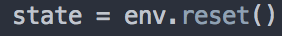 state = env.reset()